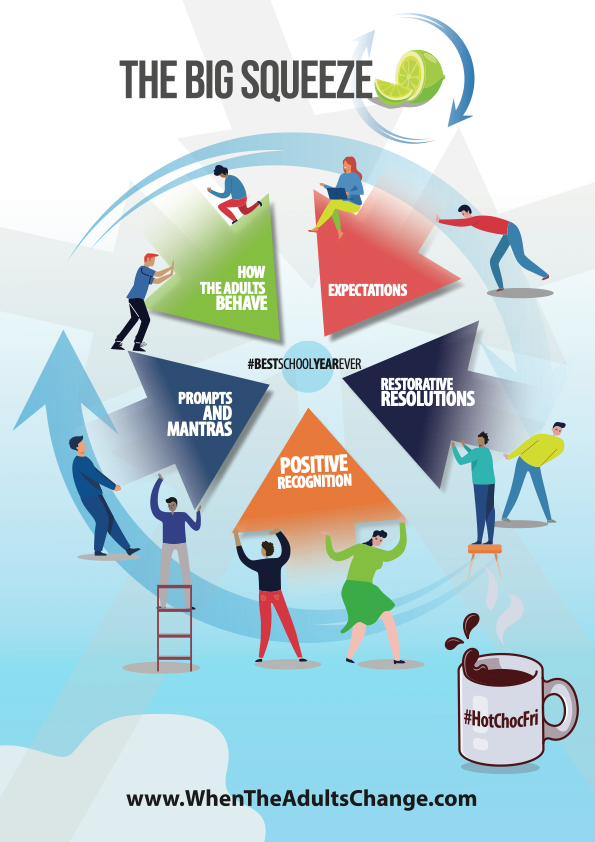 THE BIG SQUEEZE
HOW
THE ADULTS
BEHAVE
EXPECTATIONS
#BESTSCHOOLYEAREVER
RESTORATIVE
RESOLUTIONS
PROMPTS
AND
MANTRAS
POSITIVE
RECOGNITION
#HotChocFri
www.WhenTheAdultsChange.com